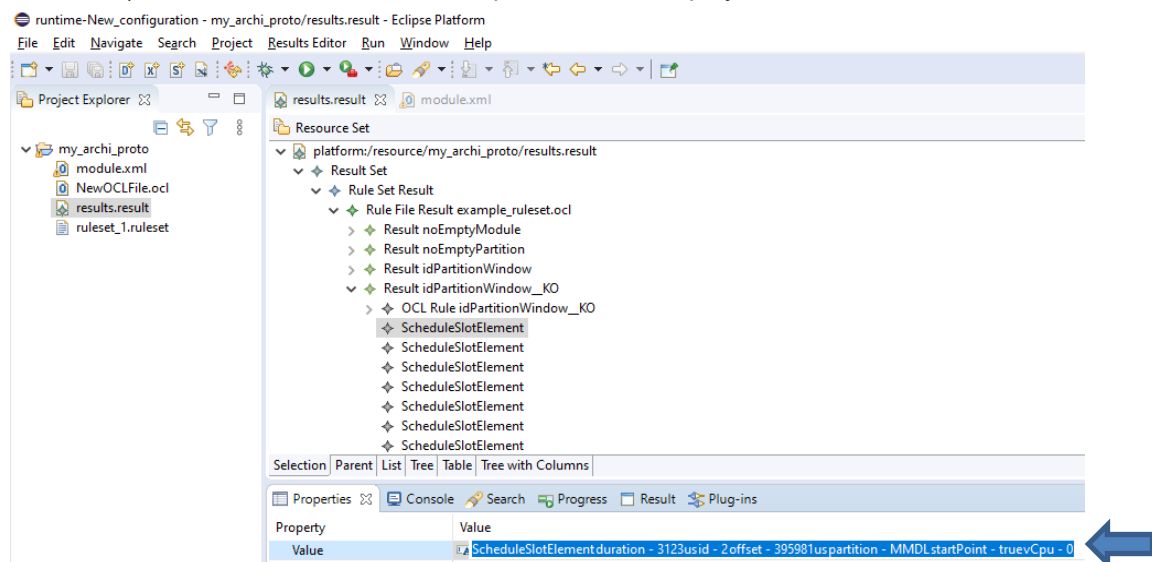 runtime-New_configuration - my_archi_proto/results.result - Eclipse Platform
File Edit Navigate Search Project Results Editor Run Window Help
Project Explorer
results.result module.xml
Resource Set
my_archi_proto
module.xml
NewOCLFile.ocl
results.result
ruleset_1.ruleset
platform:/resource/my_archi_proto/results.result
Result Set
Rule Set Result
Rule File Result example_ruleset.ocl
Result noEmptyModule
Result noEmptyPartition
Result idPartitionWindow
Result idPartitionWindow__KO
OCL Rule idPartitionWindow__KO
ScheduleSlotElement
ScheduleSlotElement
ScheduleSlotElement
ScheduleSlotElement
ScheduleSlotElement
ScheduleSlotElement
ScheduleSlotElement
Selection Parent List Tree Table Tree with Columns
Properties Console Search Progress Result Plug-ins
Property Value
Value ScheduleSlotElementduration - 3123usid - 2offset - 395981uspartition - MMDLstartPoint - truevCpu - 0